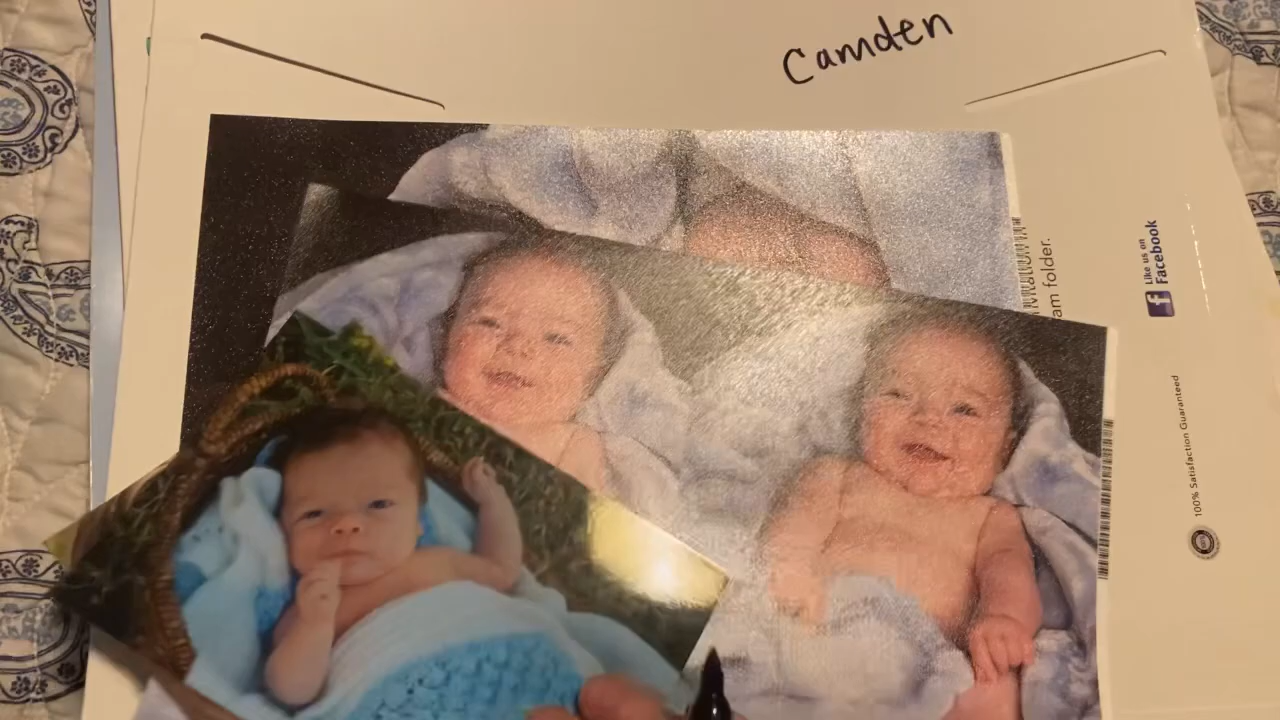 Camden
am folder.
Like us on
Facebook
100% Satisfaction Guaranteed